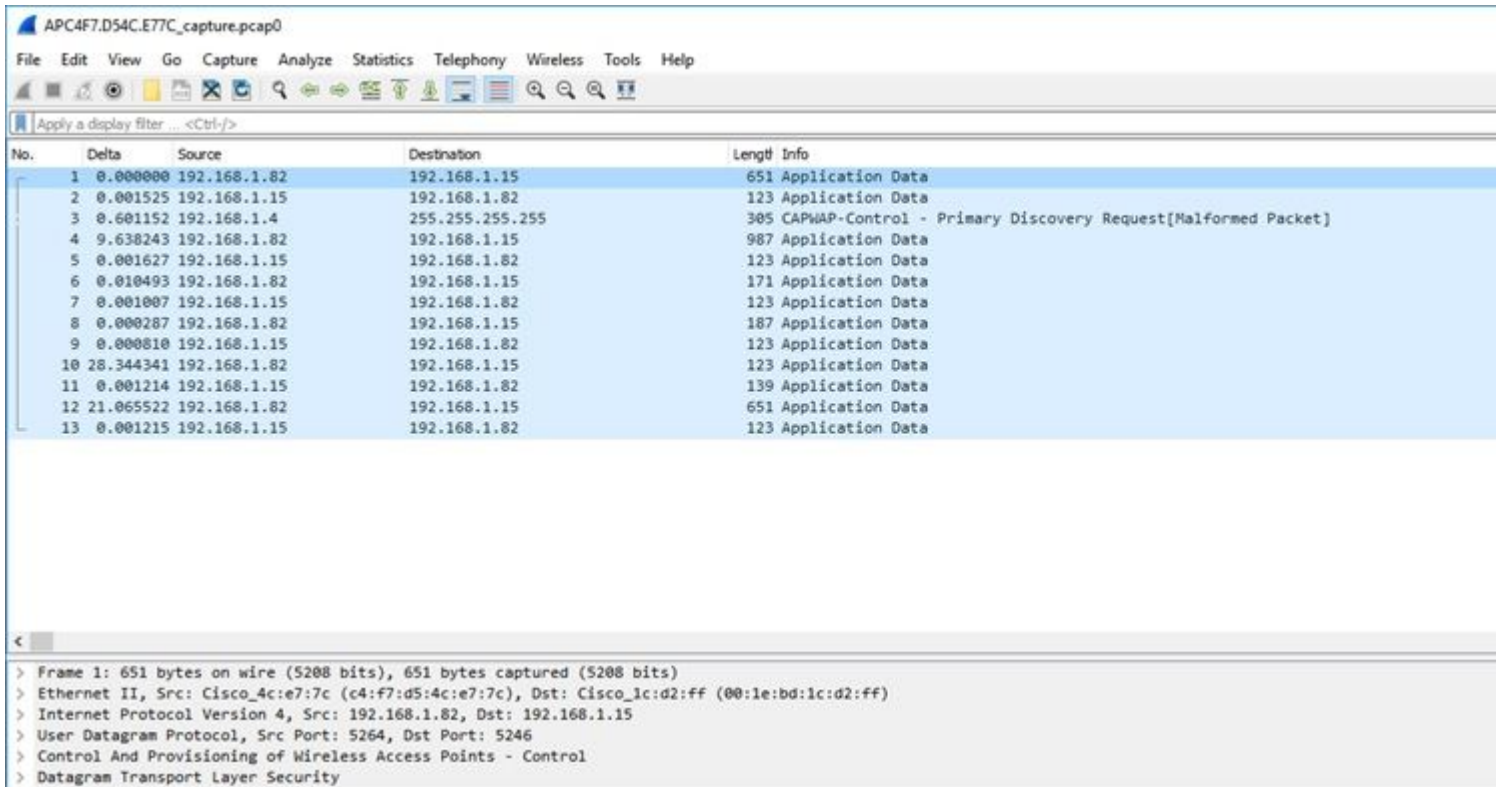 APC4F7.D54C.E77C_capture.pcap0
File Edit View Go Capture Analyze Statistics Telephony Wireless Tools Help
Apply a display filter ... <Ctrl-/>
No. Delta Source Destination Lengtl Info
1 0.000000 192.168.1.82 192.168.1.15 651 Application Data
2 0.001525 192.168.1.15 192.168.1.82 123 Application Data
3 0.601152 192.168.1.4 255.255.255.255 305 CAPWAP-Control - Primary Discovery Request[Malformed Packet]
4 9.638243 192.168.1.82 192.168.1.15 987 Application Data
5 0.001627 192.168.1.15 192.168.1.82 123 Application Data
6 0.010493 192.168.1.82 192.168.1.15 171 Application Data
7 0.001007 192.168.1.15 192.168.1.82 123 Application Data
8 0.000287 192.168.1.82 192.168.1.15 187 Application Data
9 0.000810 192.168.1.15 192.168.1.82 123 Application Data
10 28.344341 192.168.1.82 192.168.1.15 123 Application Data
11 0.001214 192.168.1.15 192.168.1.82 139 Application Data
12 21.065522 192.168.1.82 192.168.1.15 651 Application Data
13 0.001215 192.168.1.15 192.168.1.82 123 Application Data
> Frame 1: 651 bytes on wire (5208 bits), 651 bytes captured (5208 bits)
> Ethernet II, Src: Cisco_4c:e7:7c (c4:f7:d5:4c:e7:7c), Dst: Cisco_1c:d2:ff (00:1e:bd:1c:d2:ff)
> Internet Protocol Version 4, Src: 192.168.1.82, Dst: 192.168.1.15
> User Datagram Protocol, Src Port: 5264, Dst Port: 5246
> Control And Provisioning of Wireless Access Points - Control
> Datagram Transport Layer Security